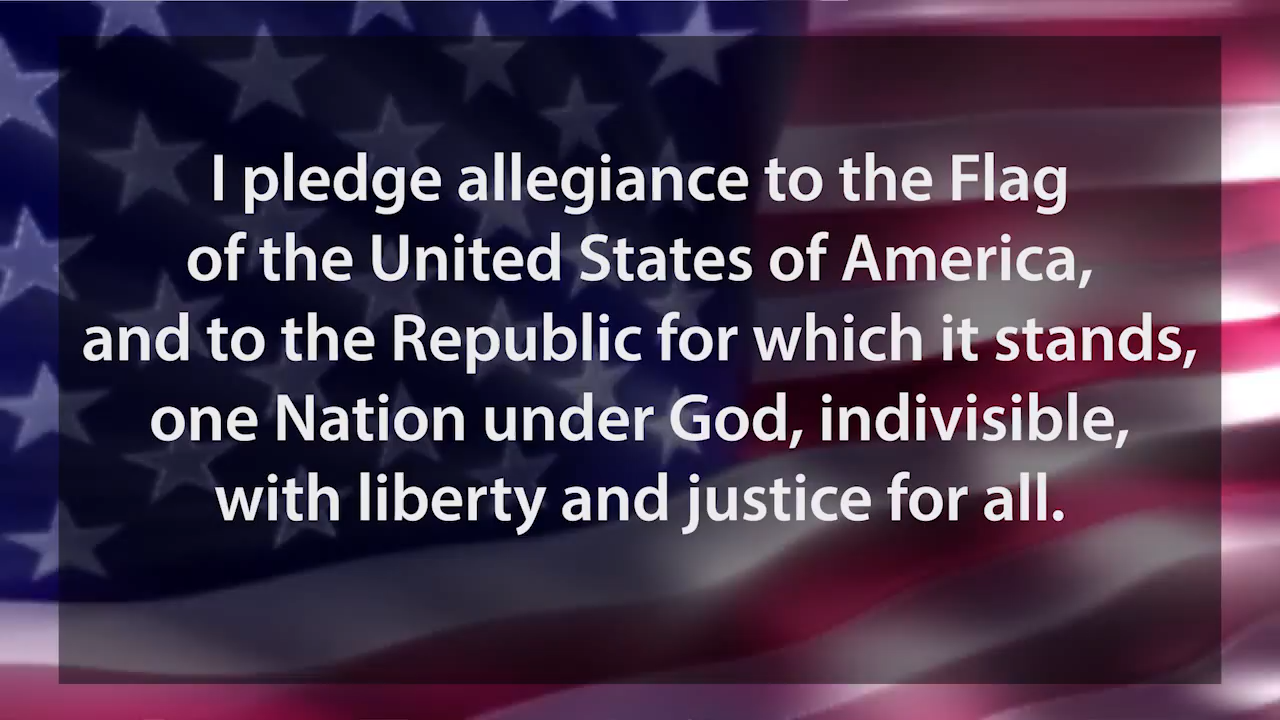 I pledge allegiance to the Flag
of the United States of America,
and to the Republic for which it stands,
one Nation under God, indivisible,
with liberty and justice for all.